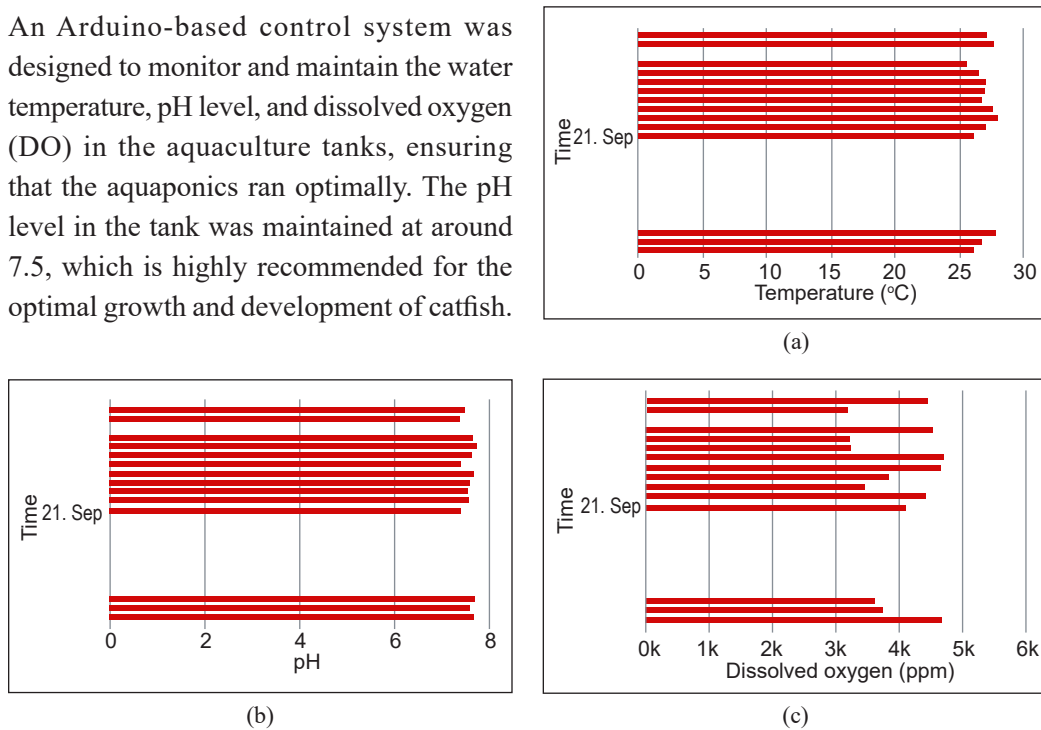 An Arduino-based control system was
designed to monitor and maintain the water
temperature, pH level, and dissolved oxygen
(DO) in the aquaculture tanks, ensuring
that the aquaponics ran optimally. The pH
level in the tank was maintained at around
7.5, which is highly recommended for the
optimal growth and development of catfish.
Time
21. Sep
0 5 10 15 20 25 30
Temperature (°C)
(a)
Time
21. Sep
0 2 4 6 8
pH
(b)
Time
21. Sep
0k 1k 2k 3k 4k 5k 6k
Dissolved oxygen (ppm)
(c)